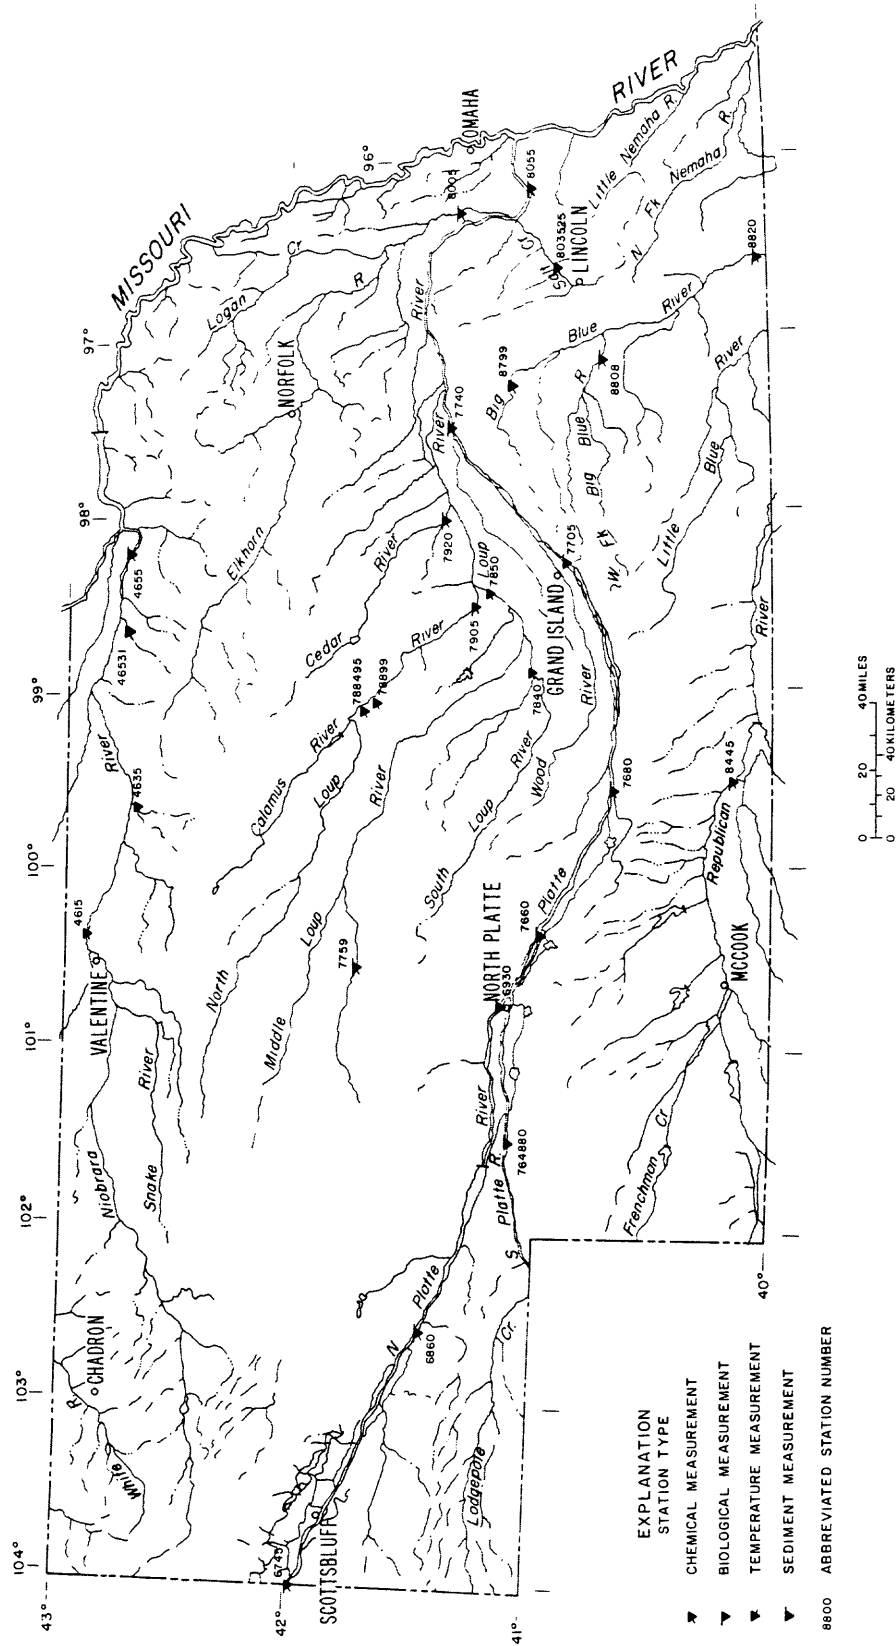 43°
104°
103°
102°
101°
100°
99°
98°
97°
96°
42°
41°
40°
White
R.
CHADRON
Niobrara
River
Snake
River
VALENTINE
4615
4635
River
46531
4655
MISSOURI
RIVER
6745
SCOTTSBLUFF
N
Platte
River
6860
Lodgepole
Cr.
S.
Platte
R.
764880
NORTH PLATTE
6930
7660
Platte
7680
North
Loup
River
Calamus
River
788495
78899
Middle
Loup
River
7759
South
Loup
River
78403
Wood
River
GRAND ISLAND
7705
7905
7850
Loup
River
Cedar
River
7920
Elkhorn
R
NORFOLK
Logan
Cr
7740
River
8005
OMAHA
8055
Salt
Cr
803525
LINCOLN
Little
Nemaha
R.
N
Fk
Nemaha
R.
8820
Big
8799
Blue
River
W
Fk
Big
Blue
R
8808
Little
Blue
River
Republican
River
8445
MCCOOK
Frenchman
Cr
EXPLANATION
STATION TYPE
CHEMICAL MEASUREMENT
BIOLOGICAL MEASUREMENT
TEMPERATURE MEASUREMENT
SEDIMENT MEASUREMENT
8800 ABBREVIATED STATION NUMBER
0 20 40 MILES
0 20 40 KILOMETERS